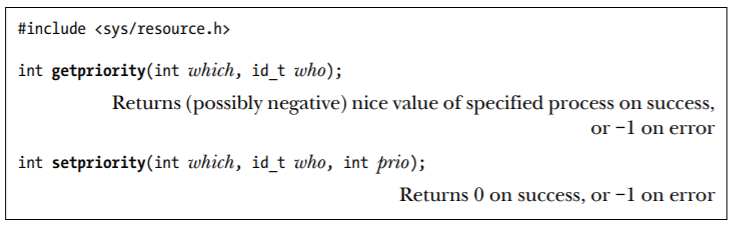 #include <sys/resource.h>
int getpriority(int which, id_t who);
Returns (possibly negative) nice value of specified process on success,
or −1 on error
int setpriority(int which, id_t who, int prio);
Returns 0 on success, or −1 on error